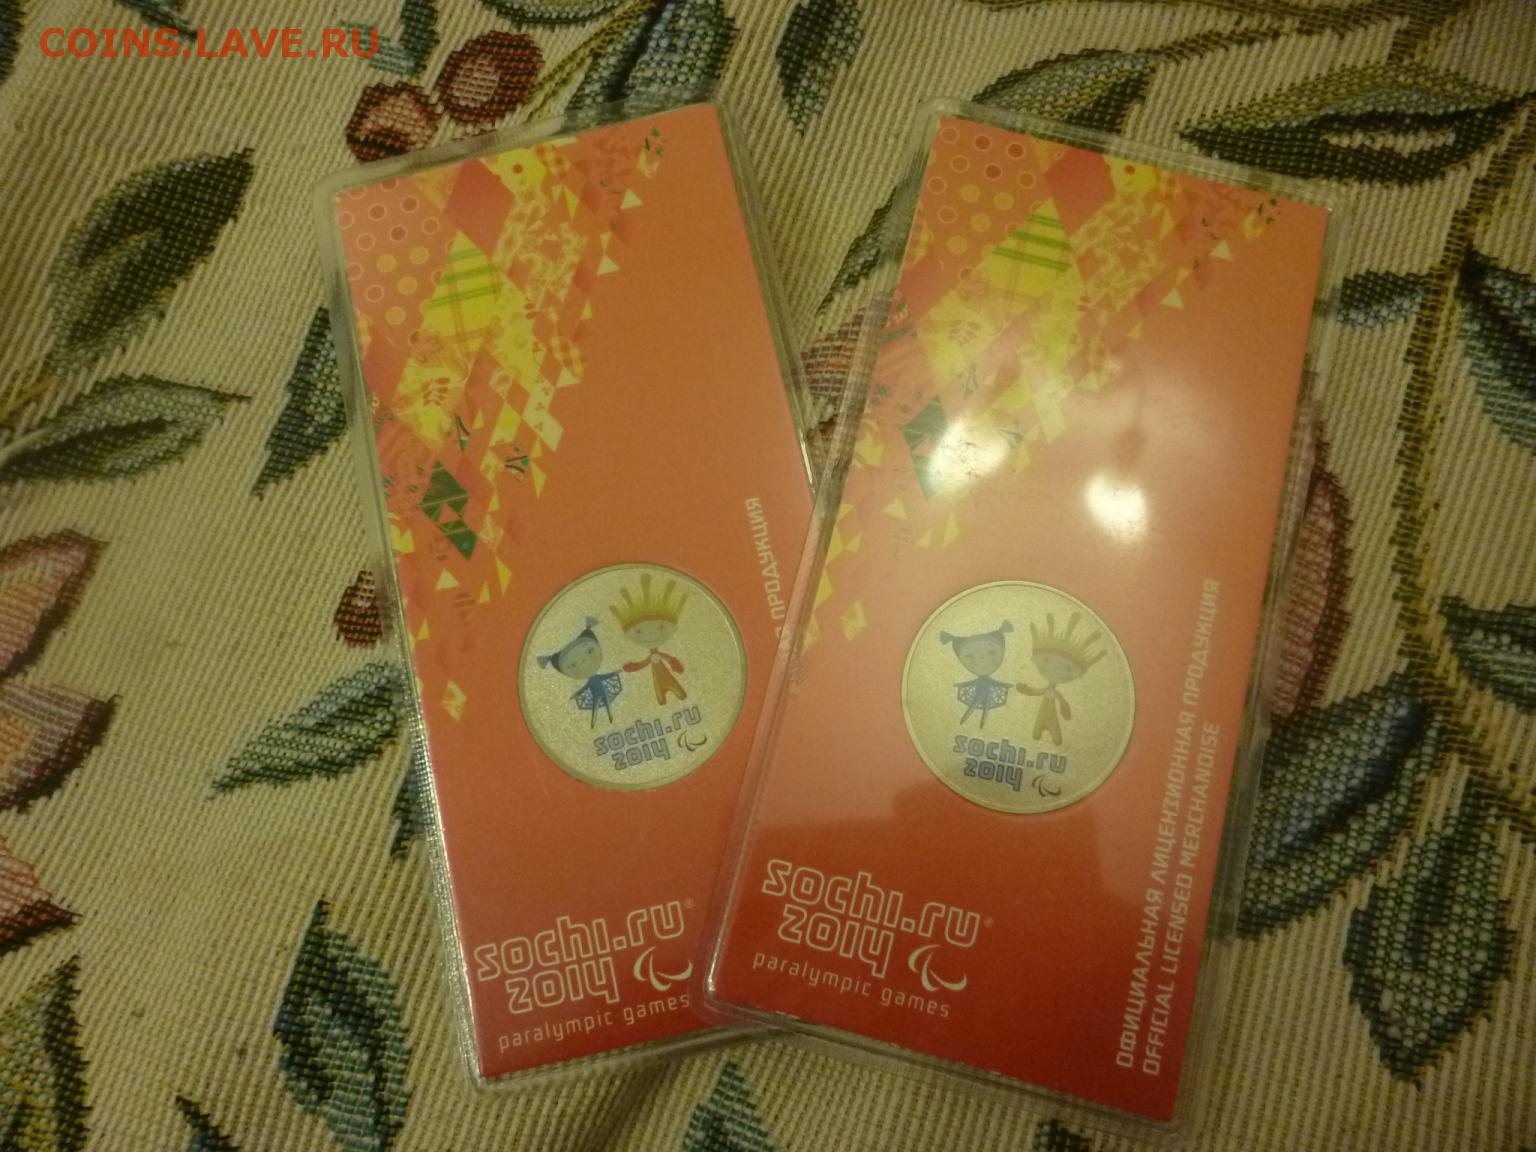 COINS.LAVE.RU
ПРОДУКЦИЯ
sochi.ru
2014
sochi.ru®
2014
paralympic games
sochi.ru
2014
sochi.ru®
2014
paralympic games
ОФИЦИАЛЬНАЯ ЛИЦЕНЗИОННАЯ ПРОДУКЦИЯ
OFFICIAL LICENSED MERCHANDISE